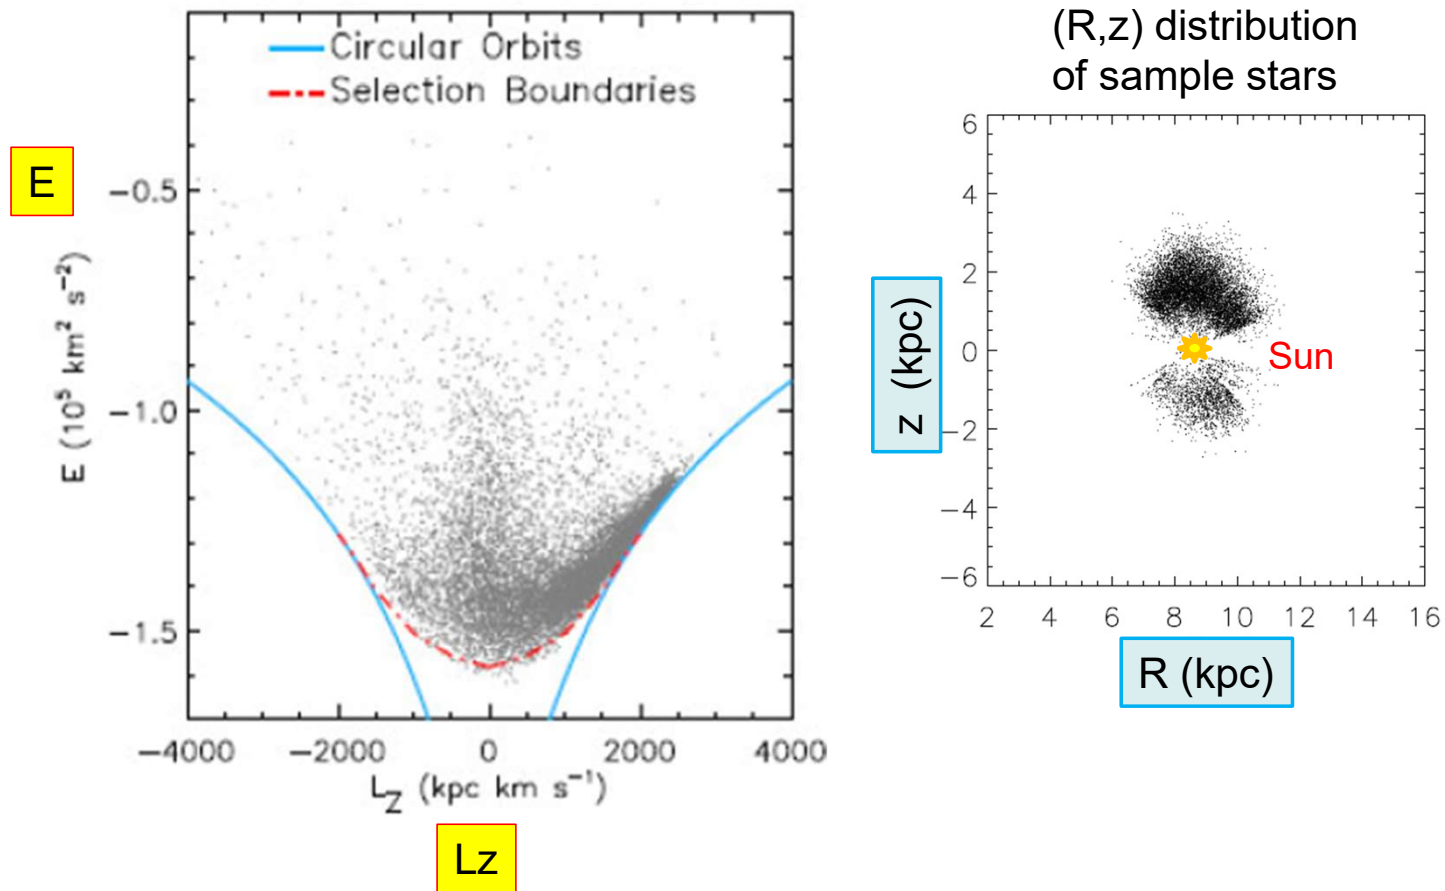 Circular Orbits
Selection Boundaries
E
E (10⁵ km² s⁻²)
−0.5
−1.0
−1.5
−4000 −2000 0 2000 4000
L_Z (kpc km s⁻¹)
Lz
(R,z) distribution
of sample stars
6
4
2
0
−2
−4
−6
z (kpc)
Sun
2 4 6 8 10 12 14 16
R (kpc)